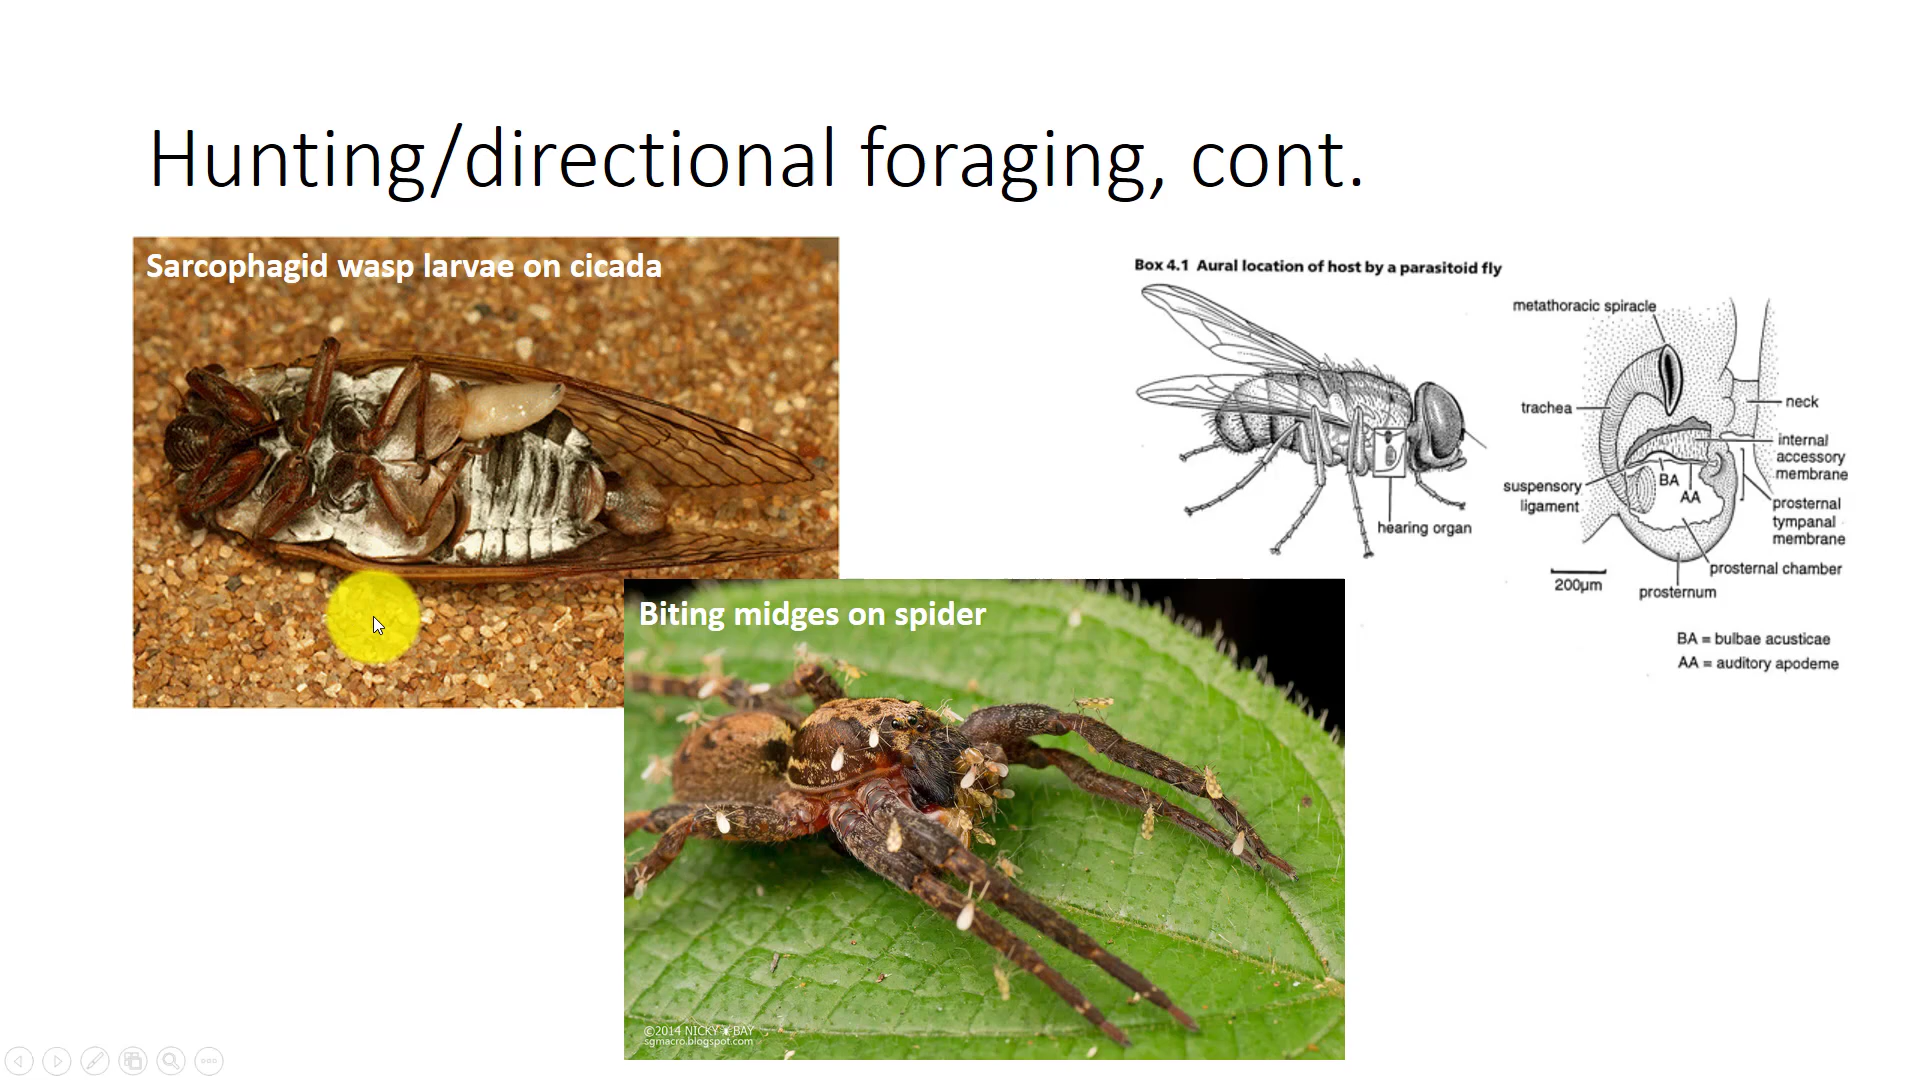 Hunting/directional foraging, cont.
Sarcophagid wasp larvae on cicada
Box 4.1 Aural location of host by a parasitoid fly
metathoracic spiracle
trachea
neck
internal
accessory
membrane
suspensory
ligament
BA
AA
prosternal
tympanal
membrane
hearing organ
prosternal chamber
200µm
prosternum
BA = bulbae acusticae
AA = auditory apodeme
Biting midges on spider
©2014 NICKY BAY
sgmacro.blogspot.com